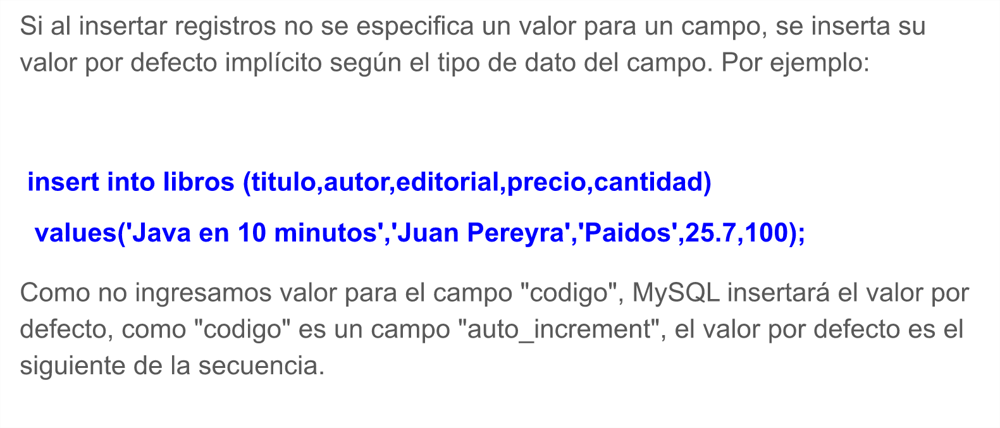 Si al insertar registros no se especifica un valor para un campo, se inserta su
valor por defecto implícito según el tipo de dato del campo. Por ejemplo:
insert into libros (titulo,autor,editorial,precio,cantidad)
values('Java en 10 minutos','Juan Pereyra','Paidos',25.7,100);
Como no ingresamos valor para el campo "codigo", MySQL insertará el valor por
defecto, como "codigo" es un campo "auto_increment", el valor por defecto es el
siguiente de la secuencia.